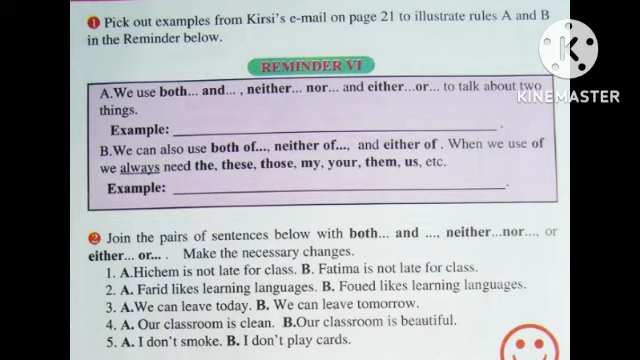 ❶ Pick out examples from Kirsi's e-mail on page 21 to illustrate rules A and B
in the Reminder below.
REMINDER VI
A.We use both... and... , neither... nor... and either...or... to talk about two
things.
Example: ___________________________ .
B.We can also use both of..., neither of..., and either of . When we use of
we always need the, these, those, my, your, them, us, etc.
Example: ___________________________.
KINEMASTER
❷ Join the pairs of sentences below with both... and ..., neither...nor..., or
either... or... . Make the necessary changes.
1. A.Hichem is not late for class. B. Fatima is not late for class.
2. A. Farid likes learning languages. B. Foued likes learning languages.
3. A.We can leave today. B. We can leave tomorrow.
4. A. Our classroom is clean. B.Our classroom is beautiful.
5. A. I don't smoke. B. I don't play cards.